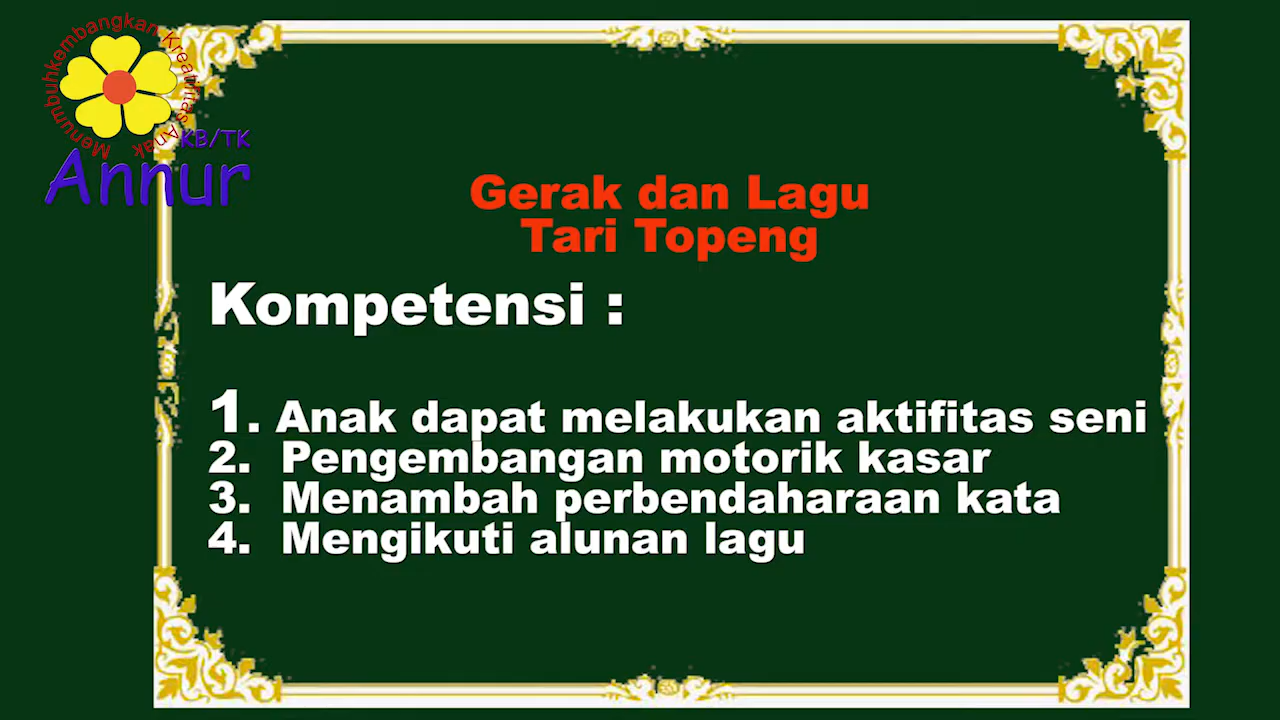 Menumbuhkembangkan Kreatifitas Anak
KB/TK
Annur
Gerak dan Lagu
Tari Topeng
Kompetensi :
1. Anak dapat melakukan aktifitas seni
2. Pengembangan motorik kasar
3. Menambah perbendaharaan kata
4. Mengikuti alunan lagu